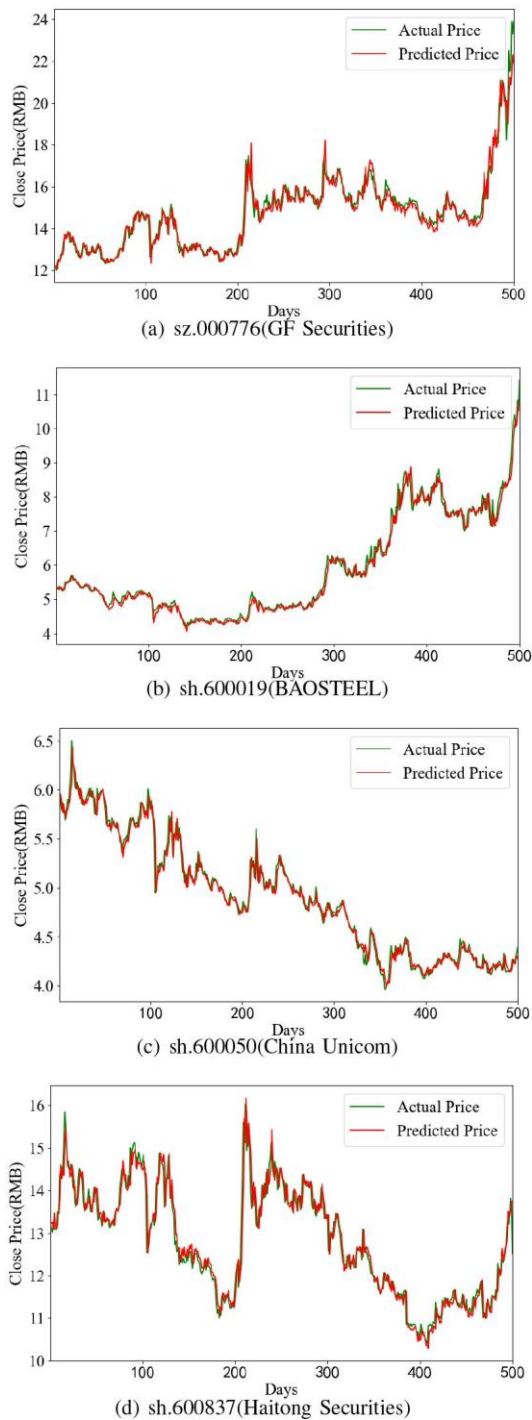 24
22
20
18
16
14
12
Close Price(RMB)
Actual Price
Predicted Price
100 200 300 400 500
Days
(a) sz.000776(GF Securities)
11
10
9
8
7
6
5
4
Close Price(RMB)
Actual Price
Predicted Price
100 200 300 400 500
Days
(b) sh.600019(BAOSTEEL)
6.5
6.0
5.5
5.0
4.5
4.0
Close Price(RMB)
Actual Price
Predicted Price
100 200 300 400 500
Days
(c) sh.600050(China Unicom)
16
15
14
13
12
11
10
Close Price(RMB)
Actual Price
Predicted Price
100 200 300 400 500
Days
(d) sh.600837(Haitong Securities)